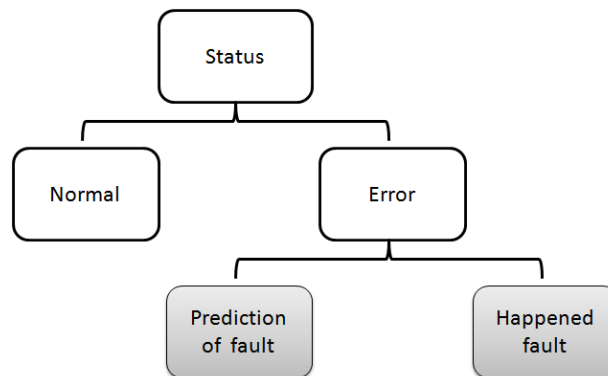 Status
Normal
Error
Prediction
of fault
Happened
fault